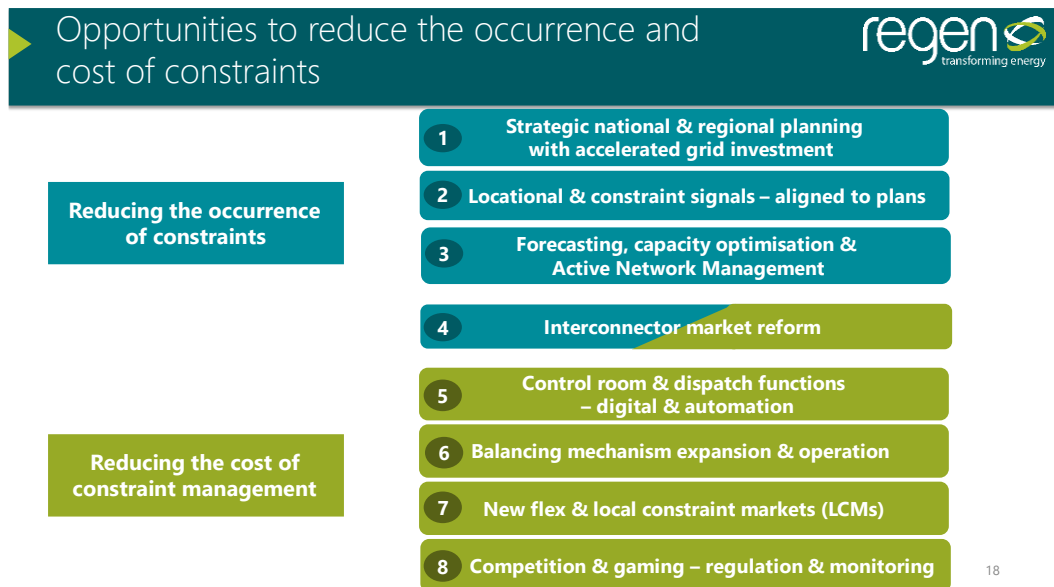 Opportunities to reduce the occurrence and
cost of constraints
regen
transforming energy
1
Strategic national & regional planning
with accelerated grid investment
2 Locational & constraint signals – aligned to plans
Reducing the occurrence
of constraints
3
Forecasting, capacity optimisation &
Active Network Management
4 Interconnector market reform
5
Control room & dispatch functions
– digital & automation
6 Balancing mechanism expansion & operation
Reducing the cost of
constraint management
7 New flex & local constraint markets (LCMs)
8 Competition & gaming – regulation & monitoring
18